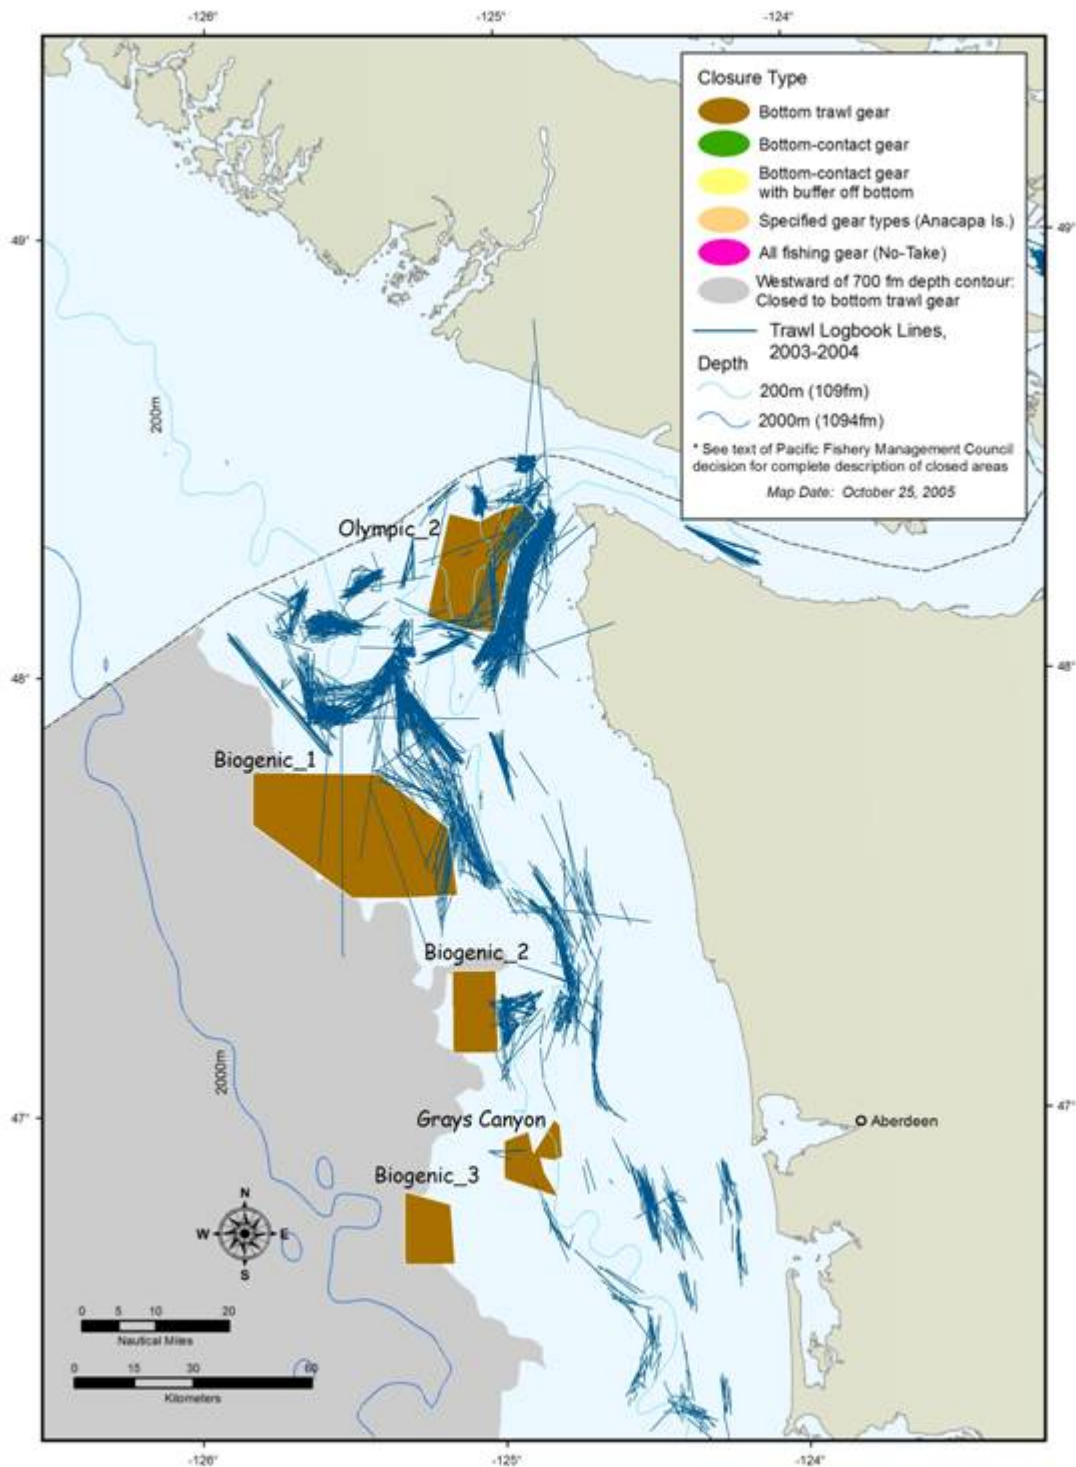 -126°
-125°
-124°
Closure Type
Bottom trawl gear
Bottom-contact gear
Bottom-contact gear
with buffer off bottom
Specified gear types (Anacapa Is.)
All fishing gear (No-Take)
Westward of 700 fm depth contour:
Closed to bottom trawl gear
Trawl Logbook Lines,
2003-2004
Depth
200m (109fm)
2000m (1094fm)
* See text of Pacific Fishery Management Council
decision for complete description of closed areas
Map Date: October 25, 2005
49°
49°
200m
Olympic_2
48°
48°
Biogenic_1
Biogenic_2
2000m
47°
47°
Grays Canyon
Aberdeen
Biogenic_3
N
W
E
S
0 5 10 20
Nautical Miles
0 15 30 60
Kilometers
-126°
-125°
-124°